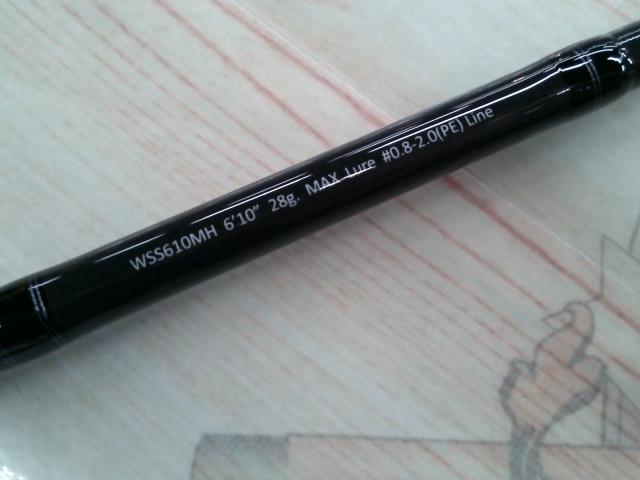 WSS610MH 6'10" 28g. MAX Lure #0.8-2.0(PE) Line